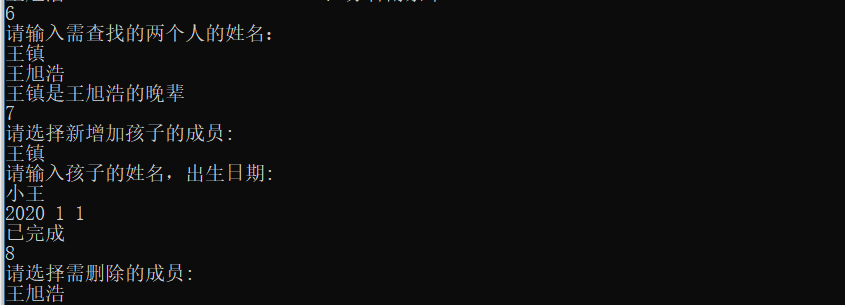 6
请输入需查找的两个人的姓名:
王镇
王旭浩
王镇是王旭浩的晚辈
7
请选择新增加孩子的成员:
王镇
请输入孩子的姓名，出生日期:
小王
2020 1 1
已完成
8
请选择需删除的成员:
王旭浩